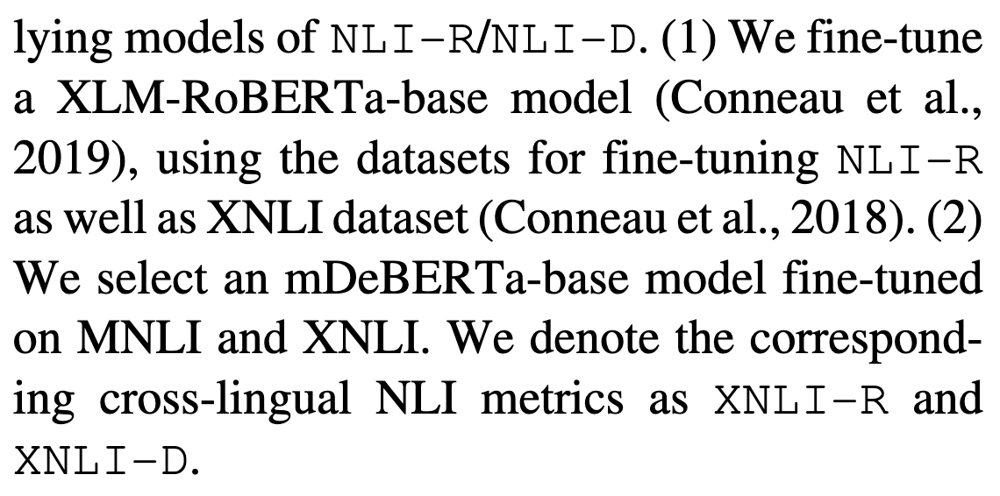 lying models of NLI-R/NLI-D. (1) We fine-tune
a XLM-RoBERTa-base model (Conneau et al.,
2019), using the datasets for fine-tuning NLI-R
as well as XNLI dataset (Conneau et al., 2018). (2)
We select an mDeBERTa-base model fine-tuned
on MNLI and XNLI. We denote the correspond-
ing cross-lingual NLI metrics as XNLI-R and
XNLI-D.